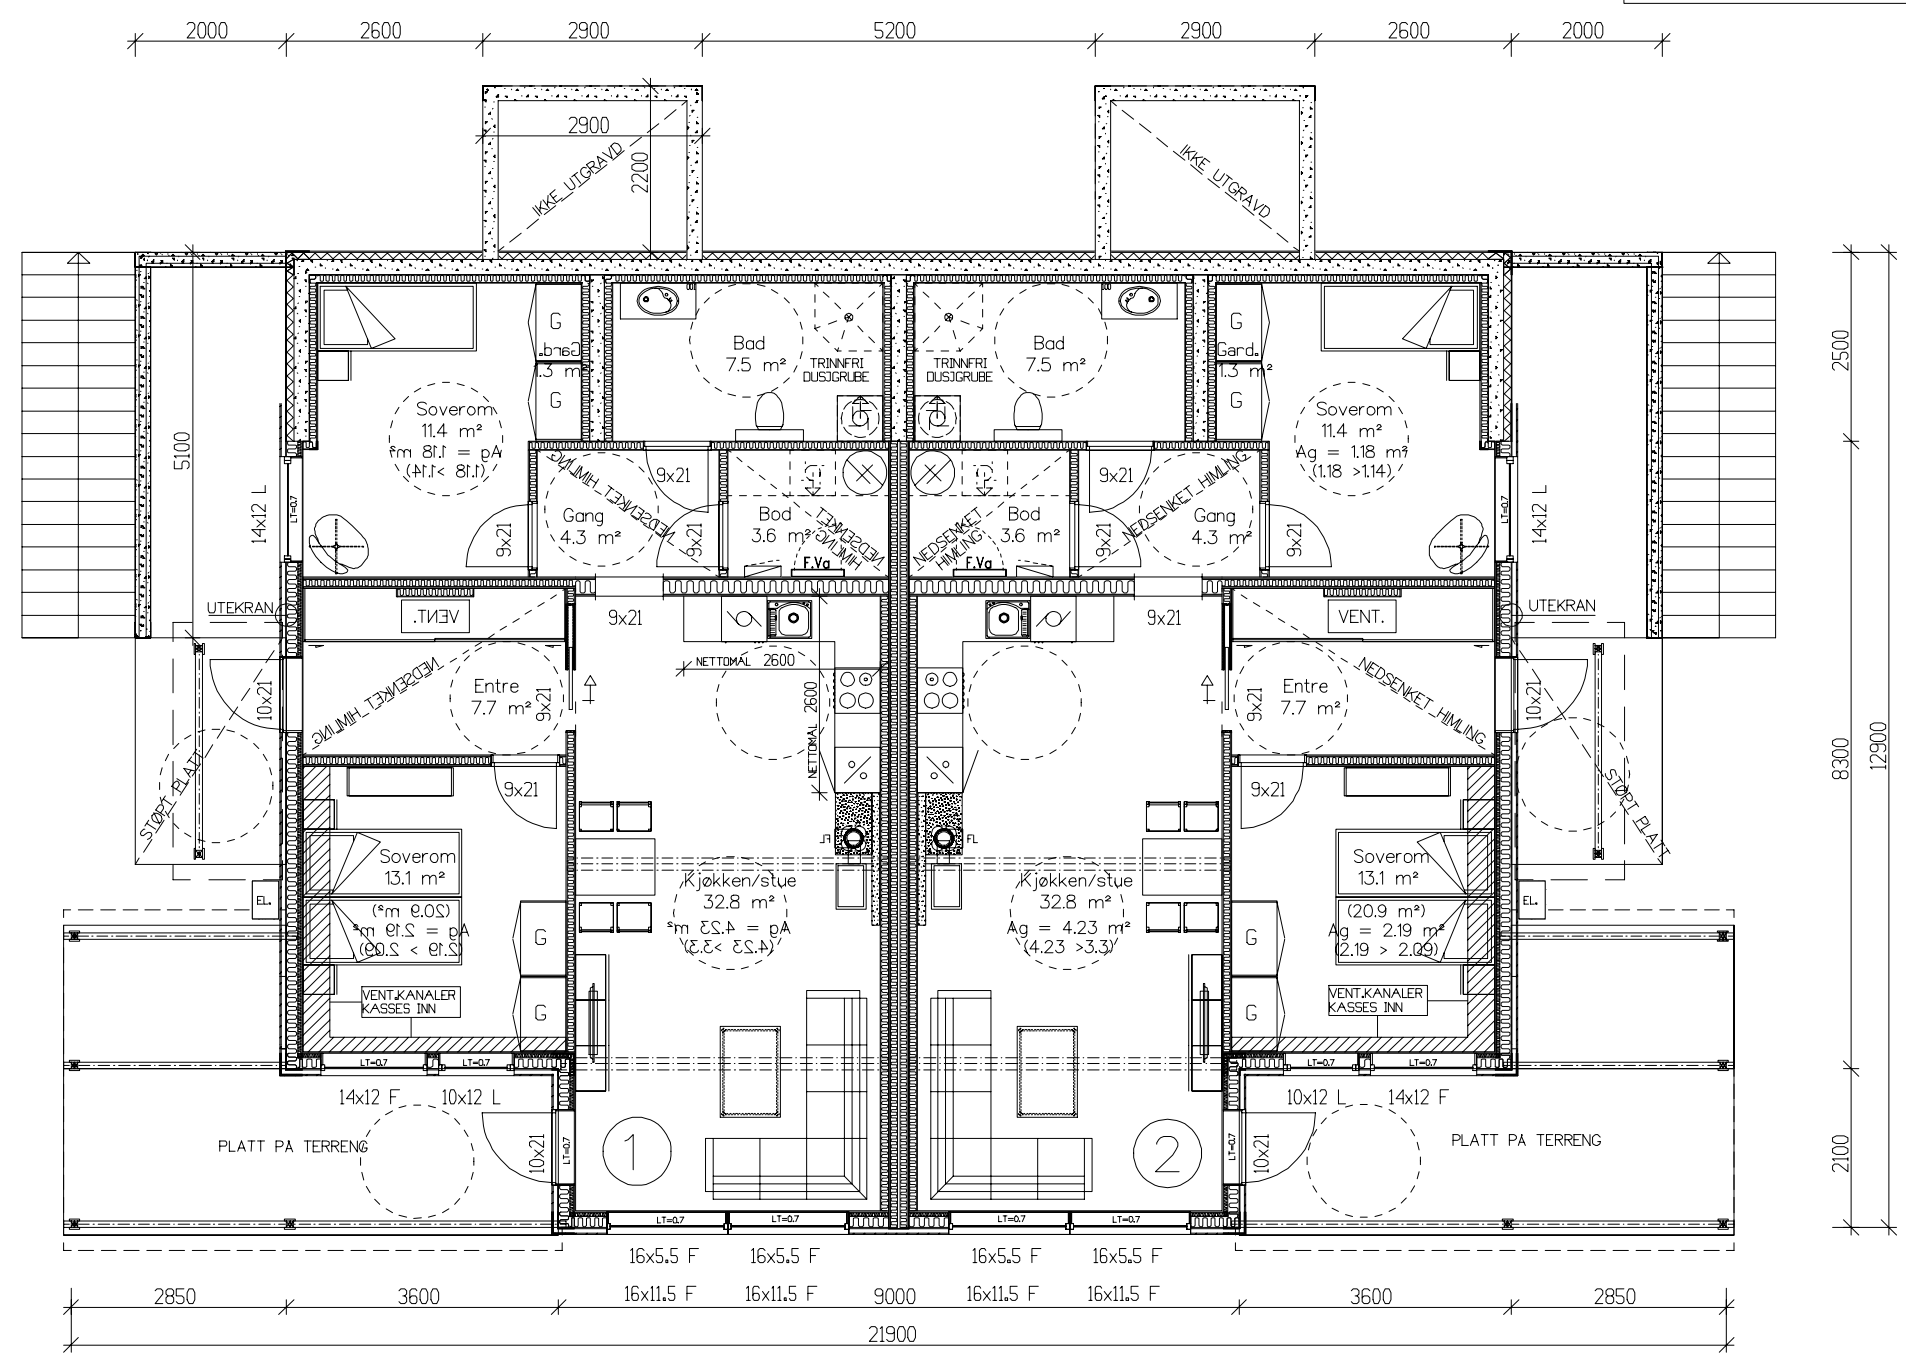 2000 2600 2900 5200 2900 2600 2000
2900
2200
IKKE UTGRAVD
IKKE UTGRAVD
5100
2500
8300
2100
12900
Soverom
11.4 m²
Ag = 1.18 m²
(1.18 >1.14)
G
Gard.
1.3 m²
G
Bad
7.5 m²
TRINNFRI
DUSJGRUBE
TRINNFRI
DUSJGRUBE
Bad
7.5 m²
G
Gard.
1.3 m²
G
Soverom
11.4 m²
Ag = 1.18 m²
(1.18 >1.14)
14x12 L
LT=0.7
9x21
Gang
4.3 m²
NEDSENKET HIMLING
9x21
9x21
Bod
3.6 m²
NEDSENKET
HIMLING
F.Va
NEDSENKET
HIMLING
F.Va
Bod
3.6 m²
9x21
9x21
NEDSENKET HIMLING
Gang
4.3 m²
9x21
LT=0.7
14x12 L
UTEKRAN
VENT.
9x21
9x21
VENT.
UTEKRAN
NETTOMÅL 2600
NETTOMÅL 2600
10x21
NEDSENKET HIMLING
Entre
7.7 m²
9x21
9x21
Entre
7.7 m²
NEDSENKET HIMLING
10x21
STØPT PLATT
STØPT PLATT
9x21
9x21
FL
FL
EL.
Soverom
13.1 m²
(20.9 m²)
Ag = 2.19 m²
(2.19 > 2.09)
G
G
Kjøkken/stue
32.8 m²
Ag = 4.23 m²
(4.23 >3.3)
Kjøkken/stue
32.8 m²
Ag = 4.23 m²
(4.23 >3.3)
G
G
Soverom
13.1 m²
(20.9 m²)
Ag = 2.19 m²
(2.19 > 2.09)
EL.
VENT.KANALER
KASSES INN
VENT.KANALER
KASSES INN
LT=0.7 LT=0.7
LT=0.7 LT=0.7
14x12 F 10x12 L
10x12 L 14x12 F
PLATT PÅ TERRENG
10x21
LT=0.7
1
2
LT=0.7
10x21
PLATT PÅ TERRENG
LT=0.7 LT=0.7 LT=0.7 LT=0.7
16x5.5 F 16x5.5 F 16x5.5 F 16x5.5 F
16x11.5 F 16x11.5 F 16x11.5 F 16x11.5 F
2850 3600 9000 3600 2850
21900